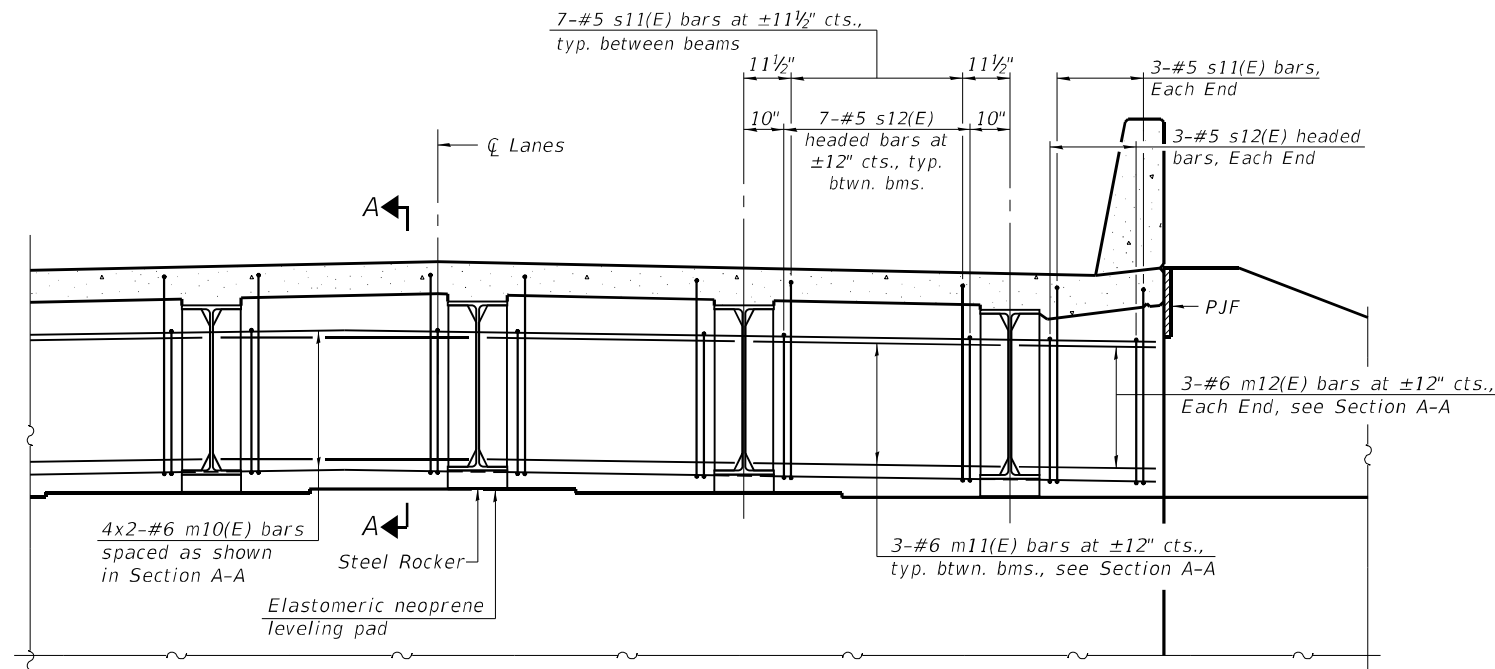 7-#5 s11(E) bars at ±11½" cts.,
typ. between beams
11½"
11½"
3-#5 s11(E) bars,
Each End
10"
7-#5 s12(E)
headed bars at
±12" cts., typ.
btwn. bms.
10"
3-#5 s12(E) headed
bars, Each End
℄ Lanes
A
PJF
3-#6 m12(E) bars at ±12" cts.,
Each End, see Section A-A
4x2-#6 m10(E) bars
spaced as shown
in Section A-A
A
Steel Rocker
3-#6 m11(E) bars at ±12" cts.,
typ. btwn. bms., see Section A-A
Elastomeric neoprene
leveling pad